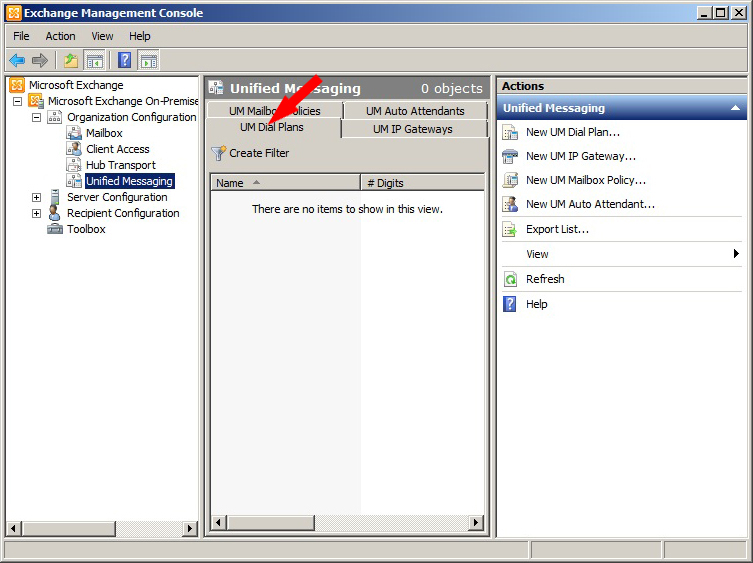 Exchange Management Console
File Action View Help
Microsoft Exchange
Microsoft Exchange On-Premise
Organization Configuration
Mailbox
Client Access
Hub Transport
Unified Messaging
Server Configuration
Recipient Configuration
Toolbox
Unified Messaging 0 objects
UM Mailbox Policies UM Auto Attendants
UM Dial Plans UM IP Gateways
Create Filter
Name # Digits
There are no items to show in this view.
Actions
Unified Messaging
New UM Dial Plan...
New UM IP Gateway...
New UM Mailbox Policy...
New UM Auto Attendant...
Export List...
View
Refresh
Help